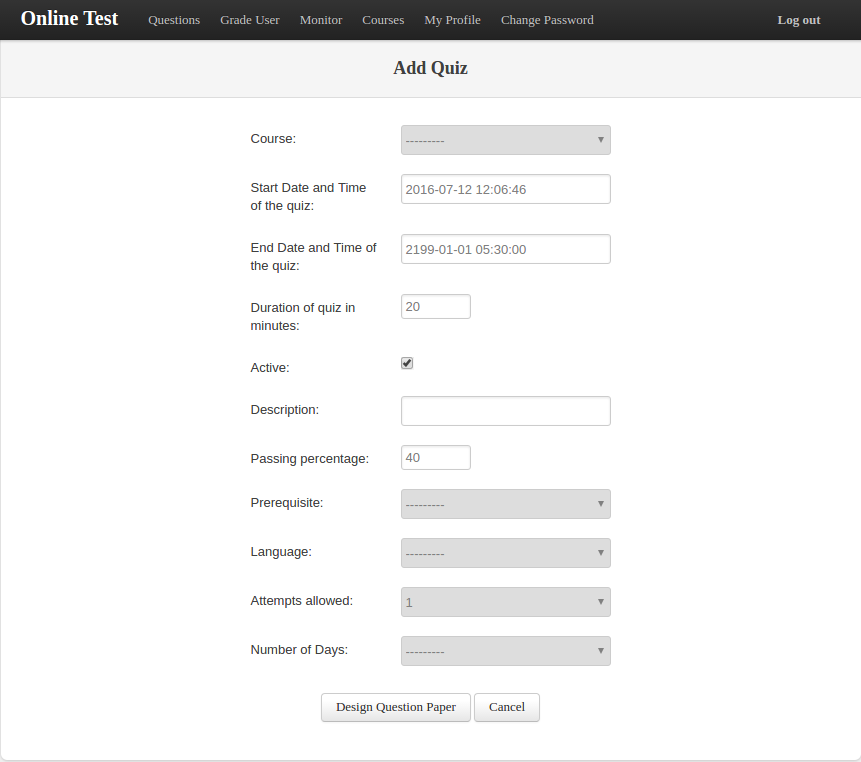 Online Test Questions Grade User Monitor Courses My Profile Change Password Log out
Add Quiz
Course: ---------
Start Date and Time
of the quiz:
2016-07-12 12:06:46
End Date and Time of
the quiz:
2199-01-01 05:30:00
Duration of quiz in
minutes:
20
Active:
Description:
Passing percentage: 40
Prerequisite: ---------
Language: ---------
Attempts allowed: 1
Number of Days: ---------
Design Question Paper Cancel